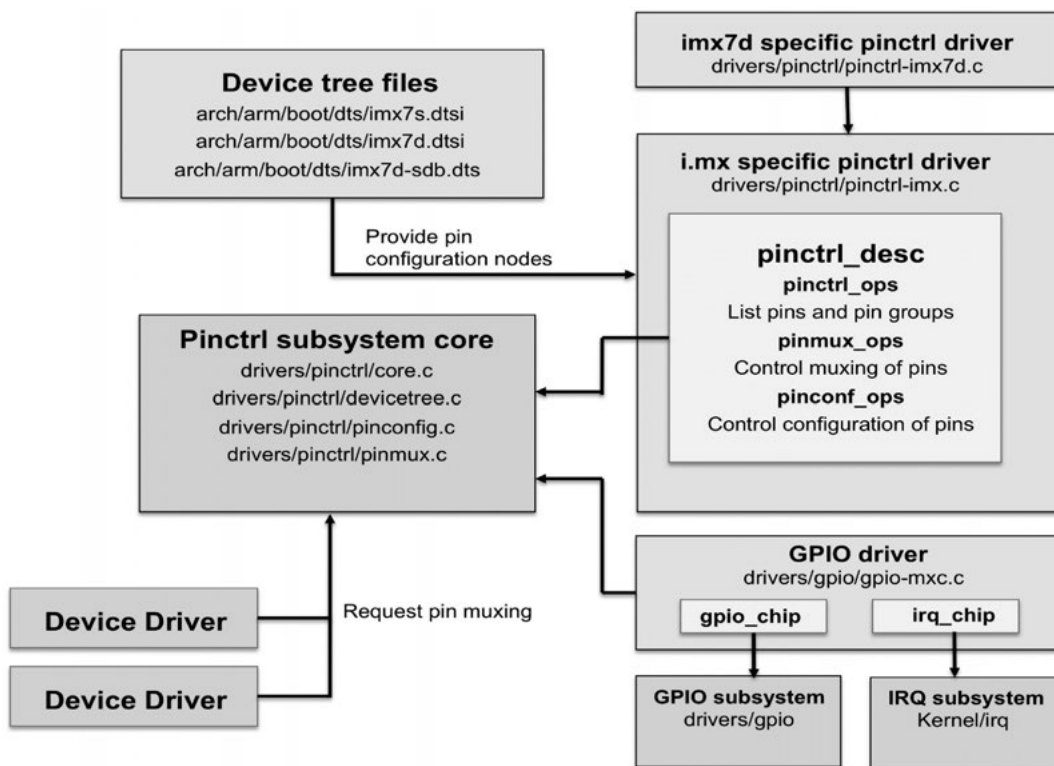 imx7d specific pinctrl driver
drivers/pinctrl/pinctrl-imx7d.c
Device tree files
arch/arm/boot/dts/imx7s.dtsi
arch/arm/boot/dts/imx7d.dtsi
arch/arm/boot/dts/imx7d-sdb.dts
i.mx specific pinctrl driver
drivers/pinctrl/pinctrl-imx.c
Provide pin
configuration nodes
pinctrl_desc
pinctrl_ops
List pins and pin groups
pinmux_ops
Control muxing of pins
pinconf_ops
Control configuration of pins
Pinctrl subsystem core
drivers/pinctrl/core.c
drivers/pinctrl/devicetree.c
drivers/pinctrl/pinconfig.c
drivers/pinctrl/pinmux.c
GPIO driver
drivers/gpio/gpio-mxc.c
gpio_chip
irq_chip
Device Driver
Request pin muxing
Device Driver
GPIO subsystem
drivers/gpio
IRQ subsystem
Kernel/irq